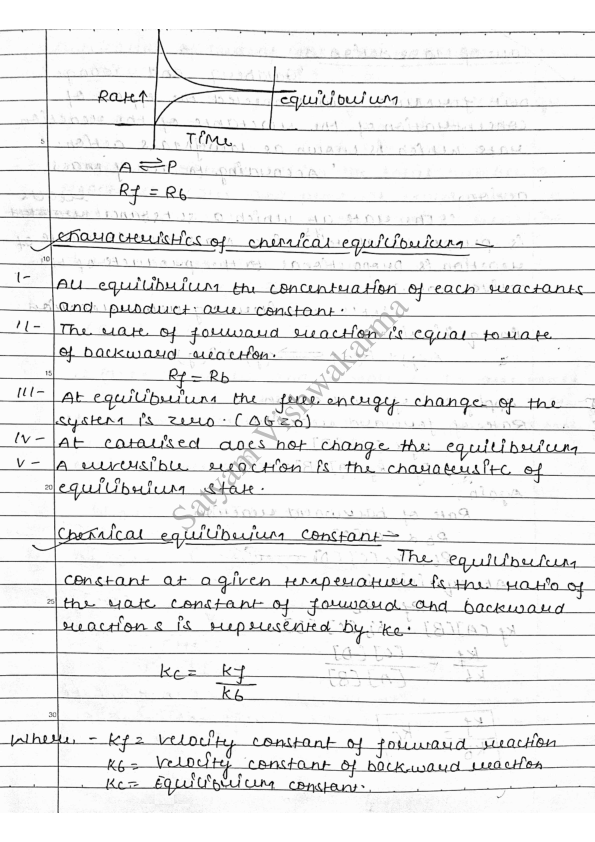 Rate↑
equilibrium
Time
A ⇌ P
Rf = Rb
characteristics of chemical equilibrium –
I- All equilibrium the concentration of each reactants
and product are constant.
II- The rate of forward reaction is equal to rate
of backward reaction.
Rf = Rb
III- At equilibrium the free energy change of the
system is zero. (ΔG=0)
IV- At catalised does not change the equilibrium
V- A reversible reaction is the charatersitc of
equilibrium state.
Chemical equilibrium constant –
The equilibrium
constant at a given temperature is the ratio of
the rate constant of forward and backward
reactions is represented by Kc.
Kc = Kf
Kb
Where - Kf = velocity constant of forward reaction
Kb = velocity constant of backward reaction
Kc = Equilibrium constant.
Satyam Vishwakarma
5
10
15
20
25
30